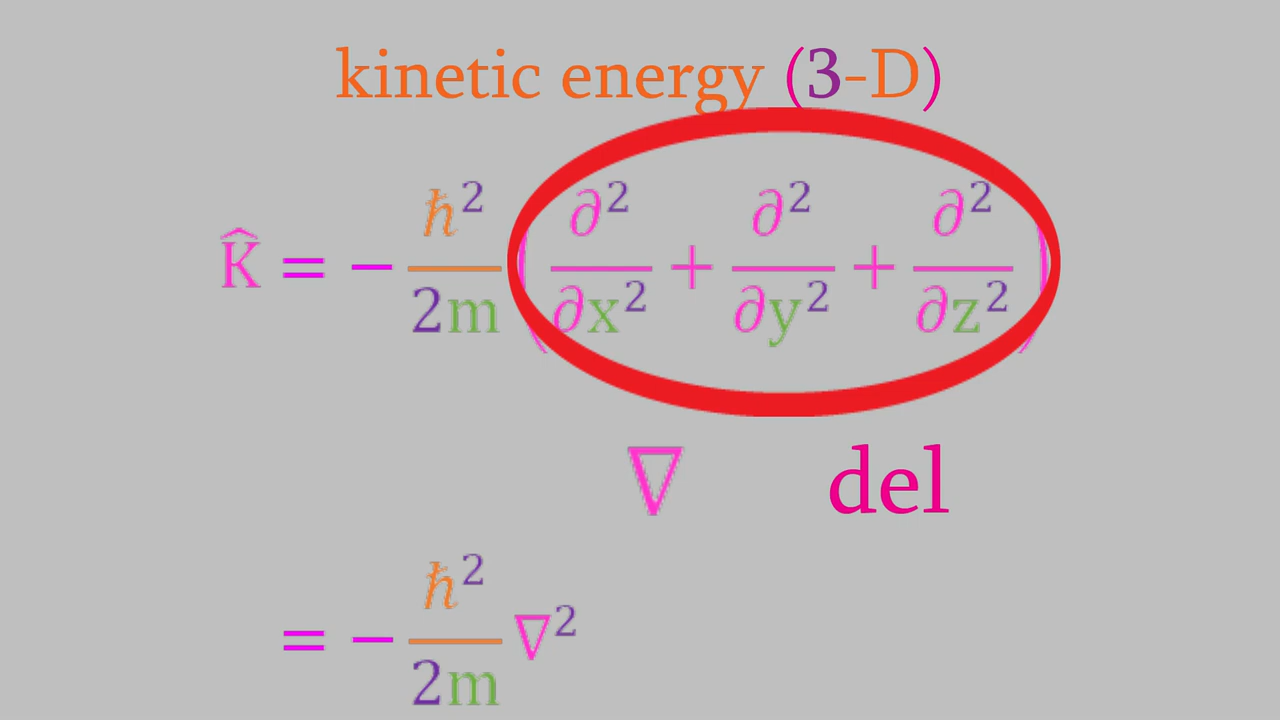 kinetic energy (3-D)
K̂ = − ħ²/2m ( ∂²/∂x² + ∂²/∂y² + ∂²/∂z² )
∇ del
= − ħ²/2m ∇²